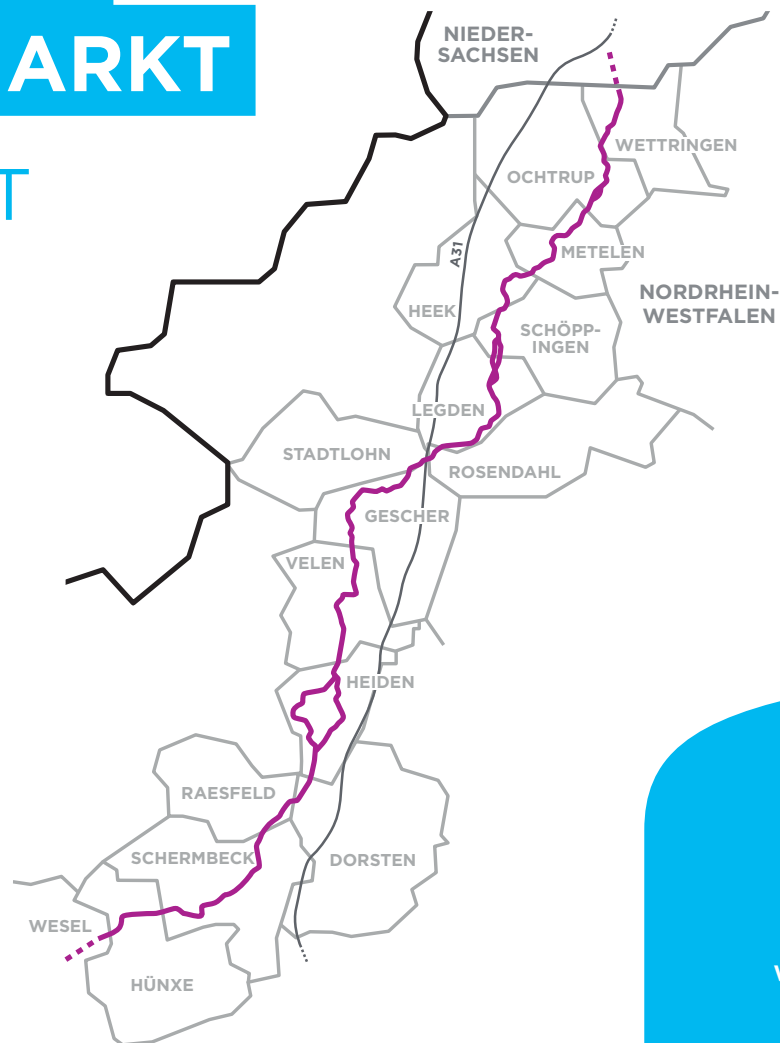 ARKT
T
NIEDER-
SACHSEN
WETTRINGEN
OCHTRUP
METELEN
A31
NORDRHEIN-
WESTFALEN
HEEK
SCHÖPP-
INGEN
LEGDEN
STADTLOHN
ROSENDAHL
GESCHER
VELEN
HEIDEN
RAESFELD
SCHERMBECK
DORSTEN
WESEL
HÜNXE